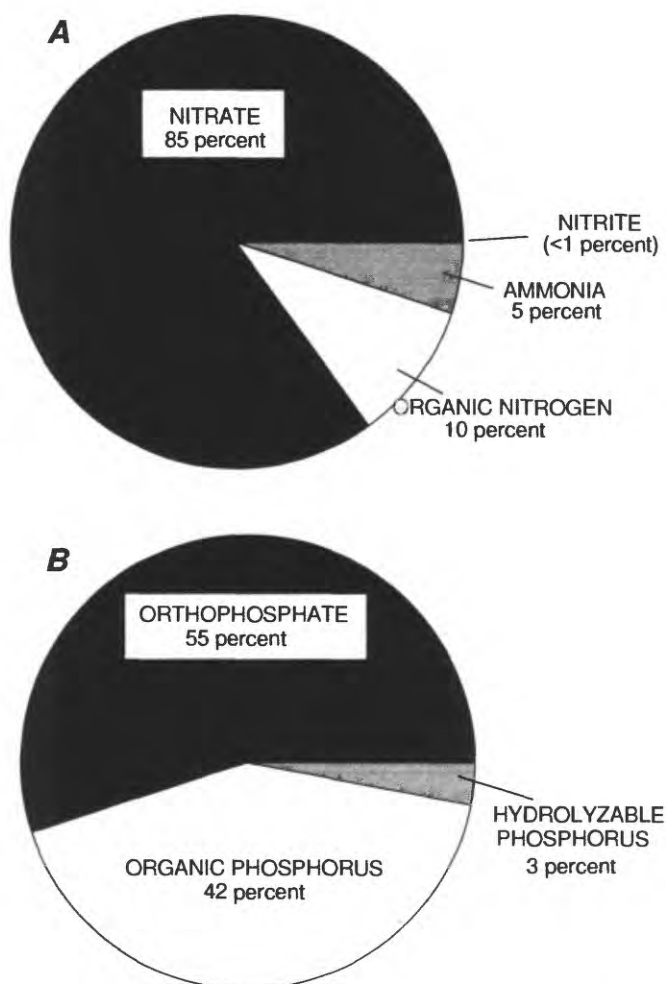 A
NITRATE
85 percent
NITRITE
(<1 percent)
AMMONIA
5 percent
ORGANIC NITROGEN
10 percent
B
ORTHOPHOSPHATE
55 percent
HYDROLYZABLE
PHOSPHORUS
3 percent
ORGANIC PHOSPHORUS
42 percent